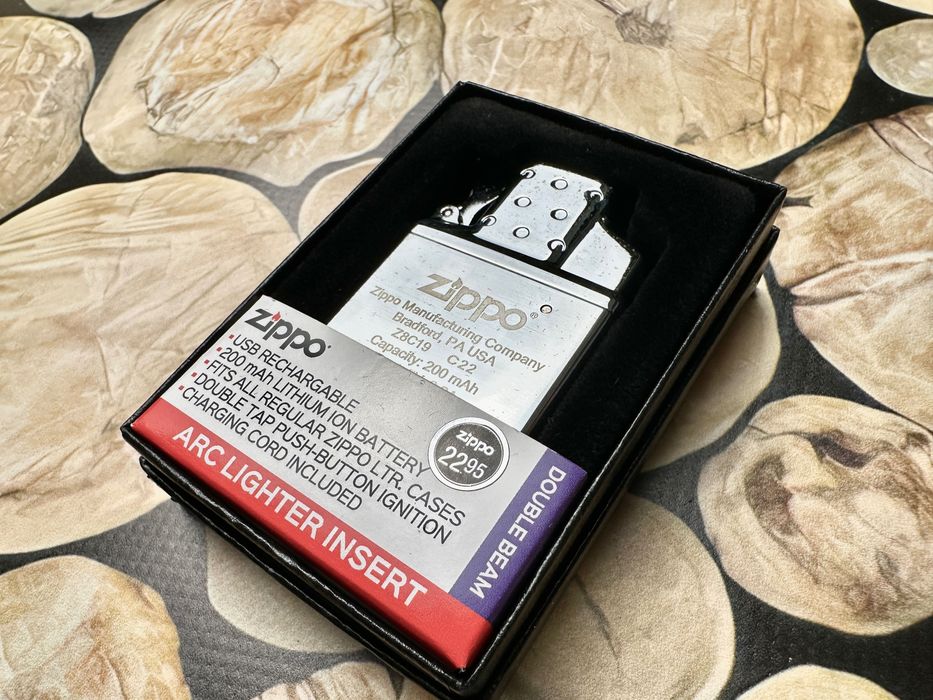 zippo®
Zippo Manufacturing Company
Bradford, PA USA
Z8C19 C-22
Capacity: 200 mAh
zippo®
•USB RECHARGABLE
•200 mAh LITHIUM ION BATTERY
•FITS ALL REGULAR ZIPPO LTR. CASES
•DOUBLE TAP PUSH-BUTTON IGNITION
•CHARGING CORD INCLUDED
zippo
22.95
ARC LIGHTER INSERT
DOUBLE BEAM